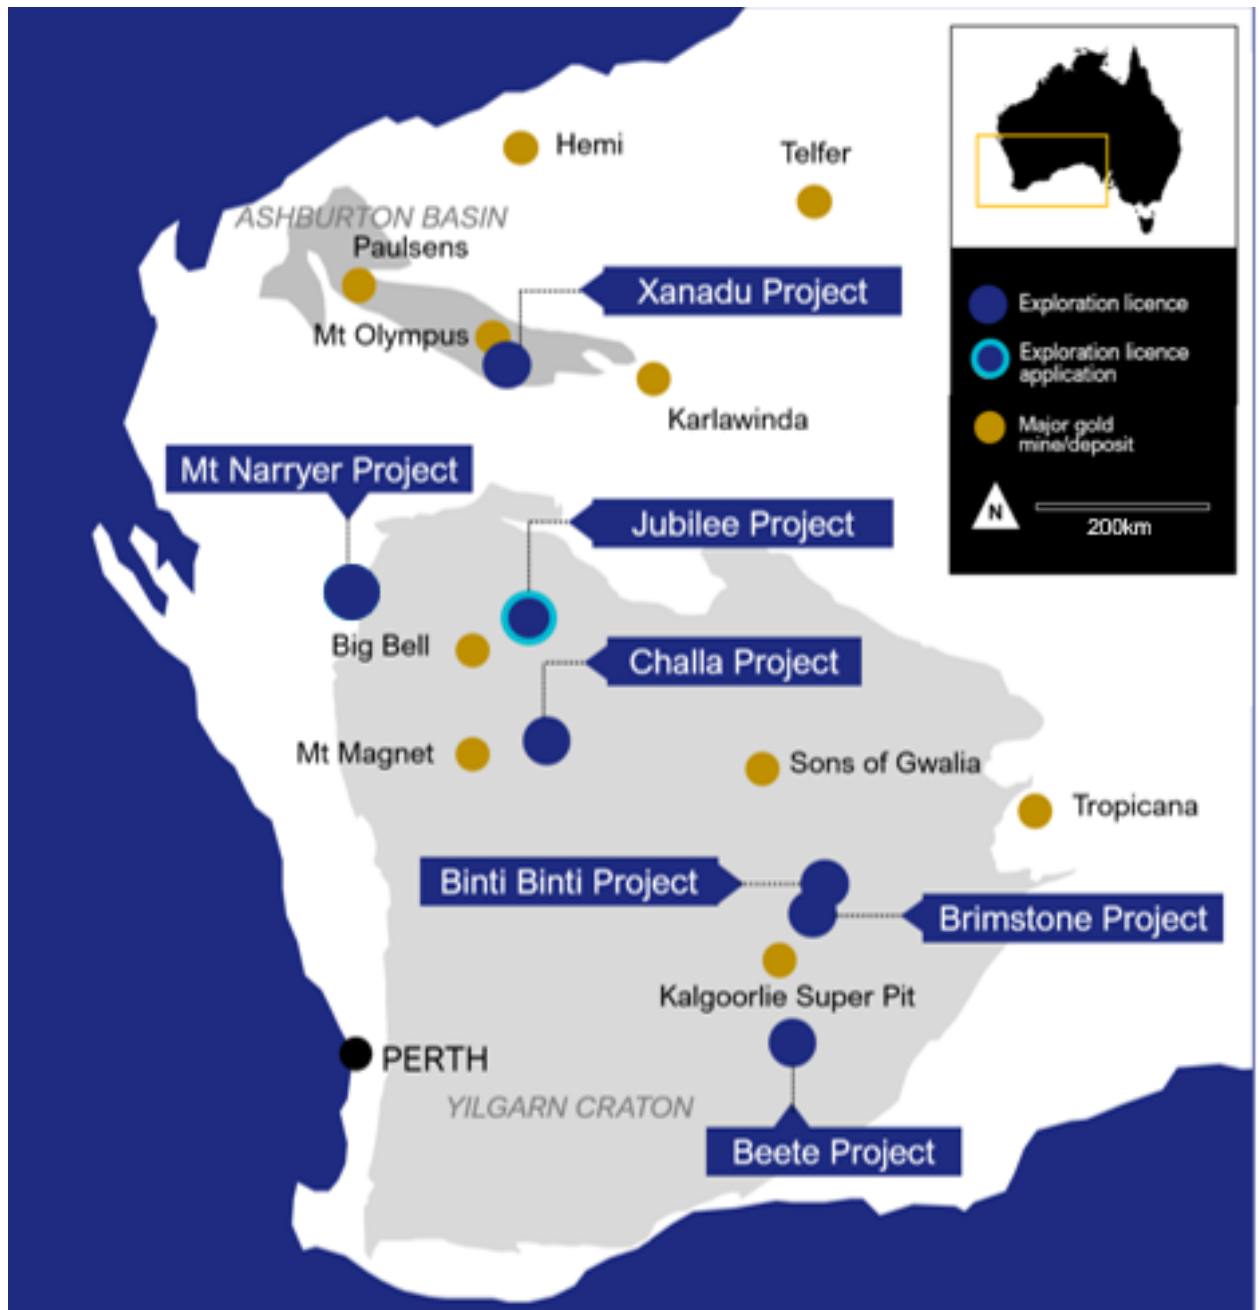 Hemi
Telfer
ASHBURTON BASIN
Paulsens
Xanadu Project
Mt Olympus
Karlawinda
Exploration licence
Exploration licence
application
Major gold
mine/deposit
N
200km
Mt Narryer Project
Jubilee Project
Big Bell
Challa Project
Mt Magnet
Sons of Gwalia
Tropicana
Binti Binti Project
Brimstone Project
Kalgoorlie Super Pit
PERTH
YILGARN CRATON
Beete Project